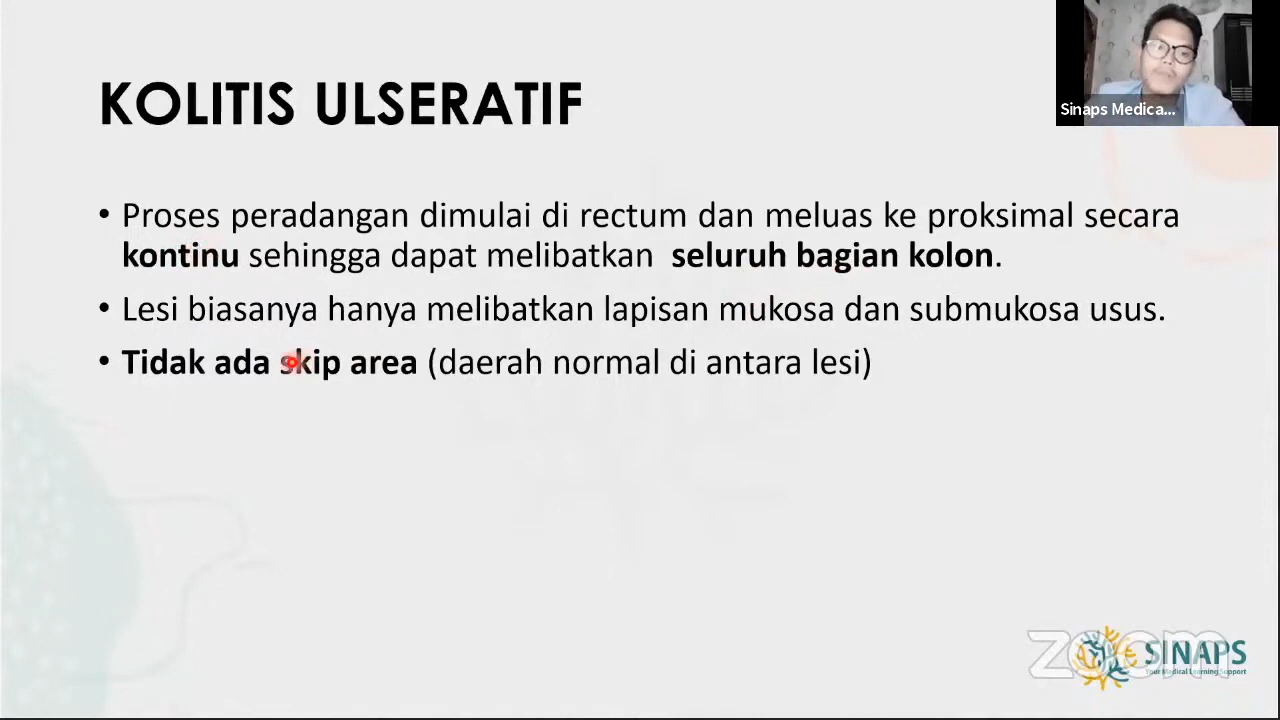 Sinaps Medica...
KOLITIS ULSERATIF
• Proses peradangan dimulai di rectum dan meluas ke proksimal secara
kontinu sehingga dapat melibatkan seluruh bagian kolon.
• Lesi biasanya hanya melibatkan lapisan mukosa dan submukosa usus.
• Tidak ada skip area (daerah normal di antara lesi)
zoom
SINAPS
Your Medical Learning Support